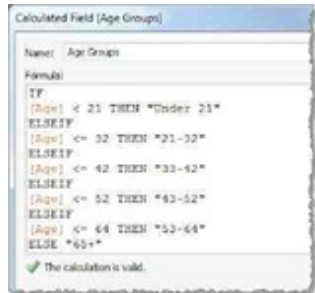 Calculated Field [Age Groups]
Name: Age Groups
Formula:
IF
[Age] < 21 THEN "Under 21"
ELSEIF
[Age] <= 32 THEN "21-32"
ELSEIF
[Age] <= 42 THEN "33-42"
ELSEIF
[Age] <= 52 THEN "43-52"
ELSEIF
[Age] <= 64 THEN "53-64"
ELSE "65+"
The calculation is valid.